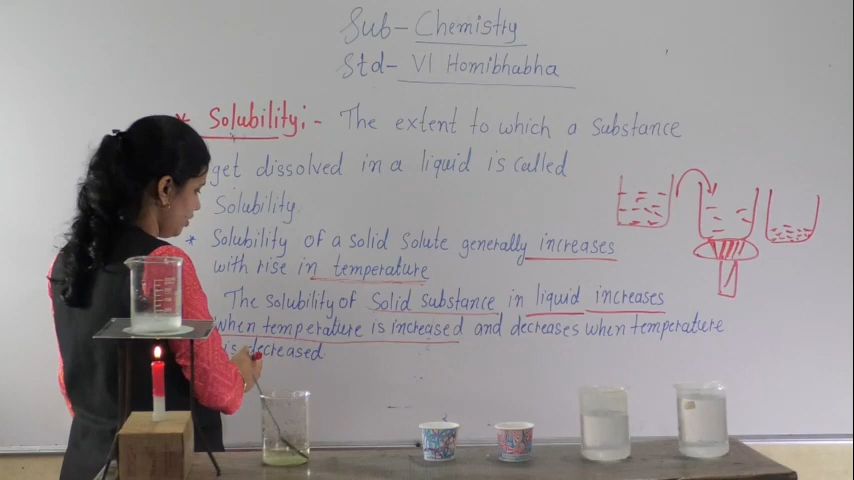 Sub- Chemistry
Std- VI Homibhabha
* Solubility:- The extent to which a substance
get dissolved in a liquid is called
Solubility.
* Solubility of a solid solute generally increases
with rise in temperature
The solubility of Solid substance in liquid increases
when temperature is increased and decreases when temperature
is decreased